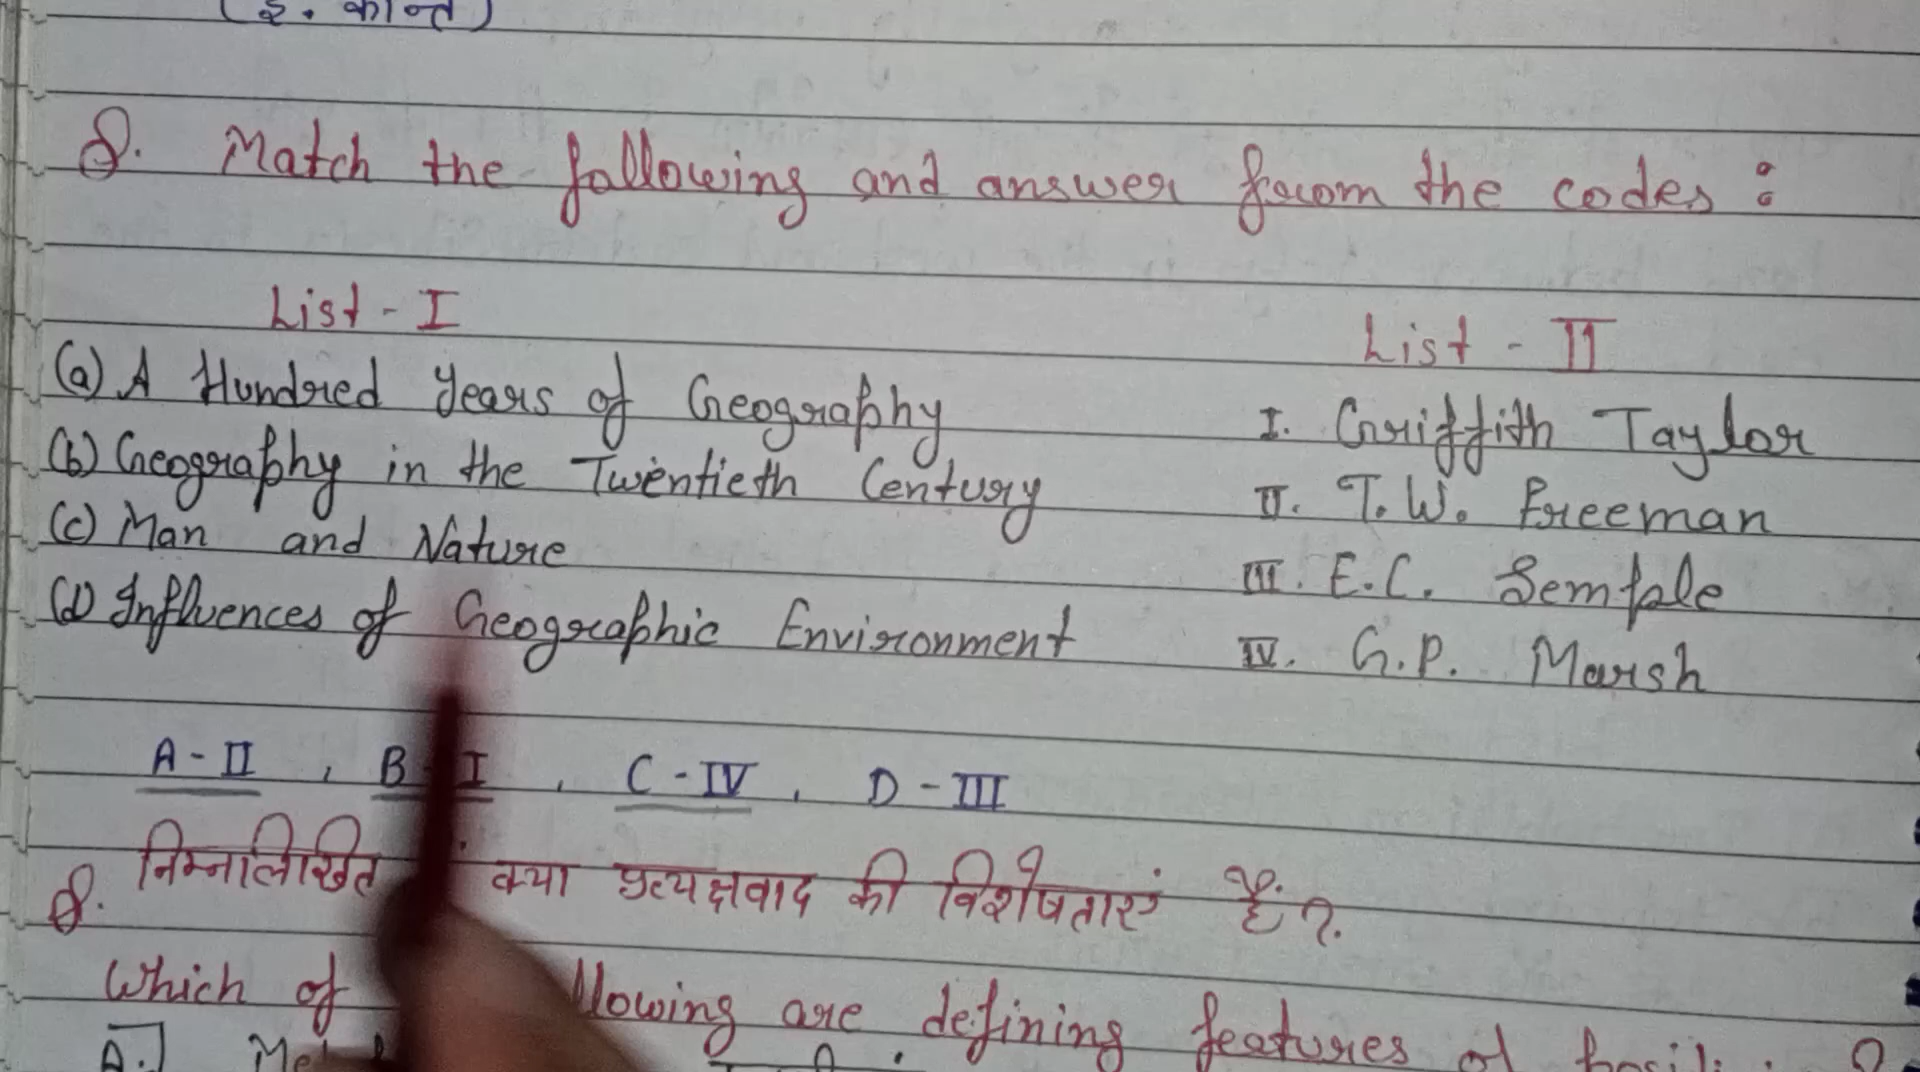 (इ. कान्त)
Q. Match the following and answer from the codes :
List - I
List - II
(a) A Hundred Years of Geography
I. Griffith Taylor
(b) Geography in the Twentieth Century
II. T.W. Freeman
(c) Man and Nature
III. E.C. Semple
(d) Influences of Geographic Environment
IV. G.P. Marsh
A - II , B - I , C - IV , D - III
Q. निम्नलिखित क्या प्रत्यक्षवाद की विशेषताएं हैं ?
Which of llowing are defining features of
A.]